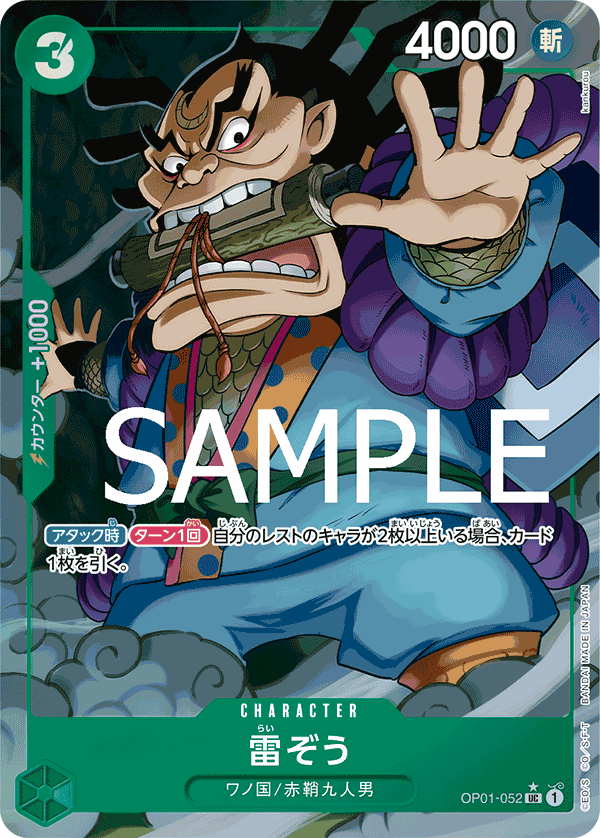 3
4000 斬
kankurou
カウンター +1000
SAMPLE
アタック時 ターン1回 自分のレストのキャラが2枚以上いる場合、カード
1枚を引く。
CHARACTER
らい
雷ぞう
ワノ国/赤鞘九人男
©E.O/S. ©O/S・F・T BANDAI MADE IN JAPAN
OP01-052 UC 1